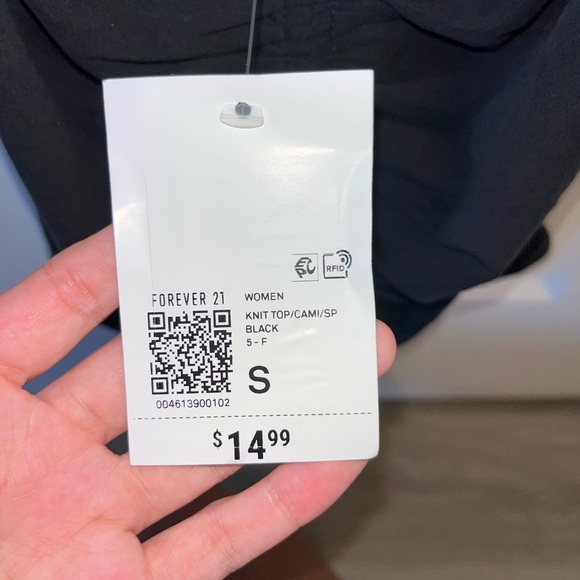 EPC
RFID
FOREVER 21
WOMEN
KNIT TOP/CAMI/SP
BLACK
5 - F
S
004613900102
$14.99